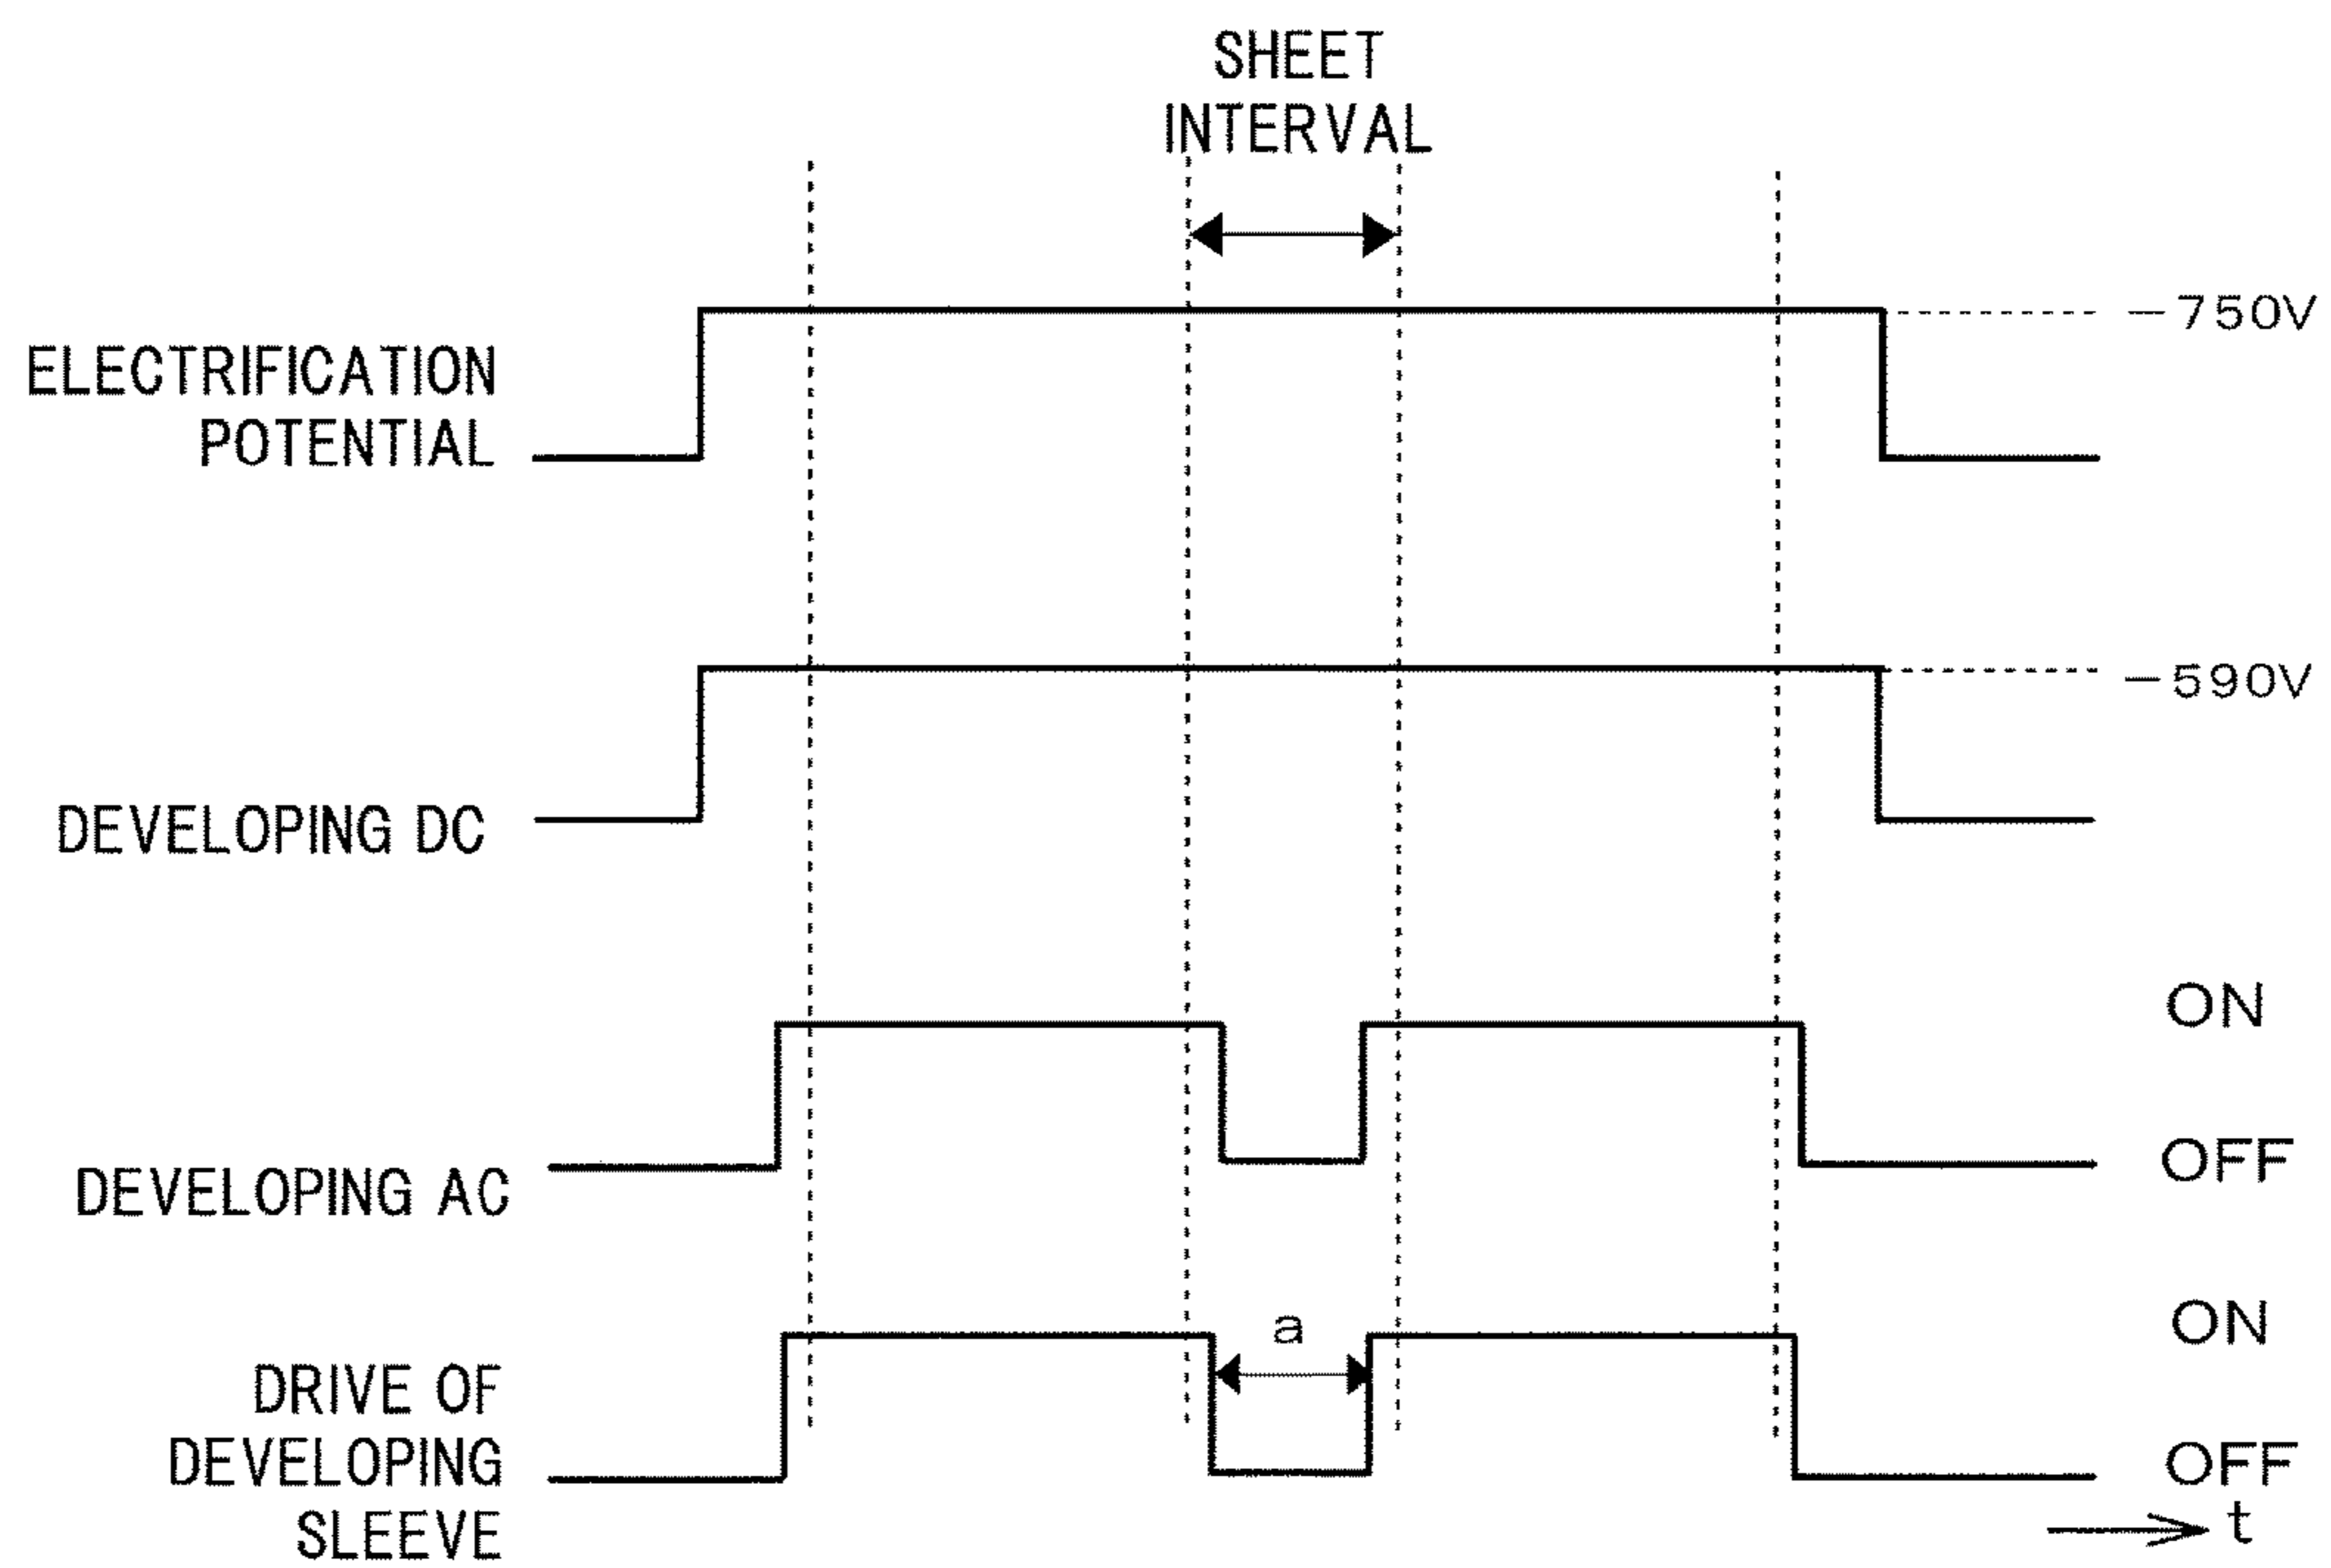 SHEET
INTERVAL
-750V
ELECTRIFICATION
POTENTIAL
-590V
DEVELOPING DC
ON
DEVELOPING AC
OFF
a
ON
DRIVE OF
DEVELOPING
SLEEVE
OFF
t